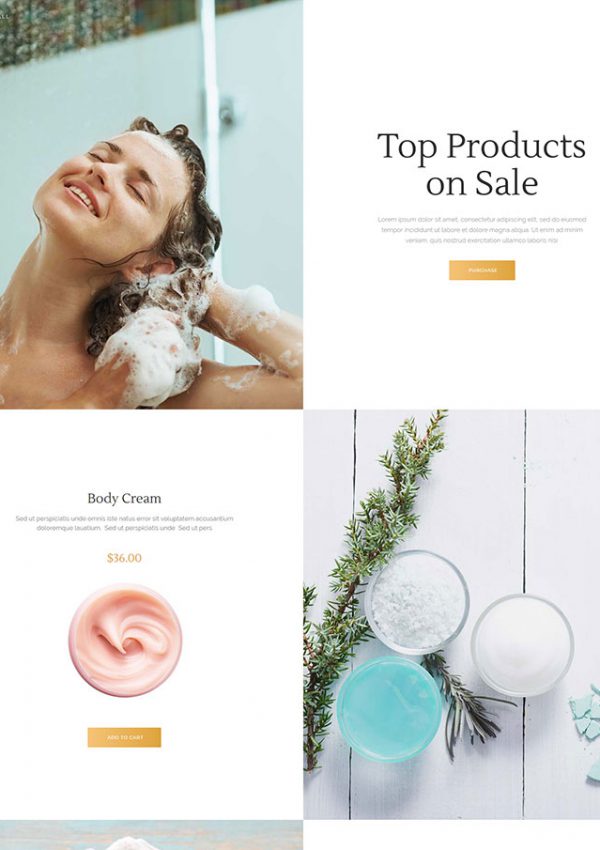 Top Products
on Sale
Lorem ipsum dolor sit amet, consectetur adipiscing elit, sed do eiusmod
tempor incididunt ut labore et dolore magna aliqua. Ut enim ad minim
veniam, quis nostrud exercitation ullamco laboris nisi
PURCHASE
Body Cream
Sed ut perspiciatis unde omnis iste natus error sit voluptatem accusantium
doloremque lauatium. Sed ut perspiciatis unde Sed ut pers.
$36.00
ADD TO CART